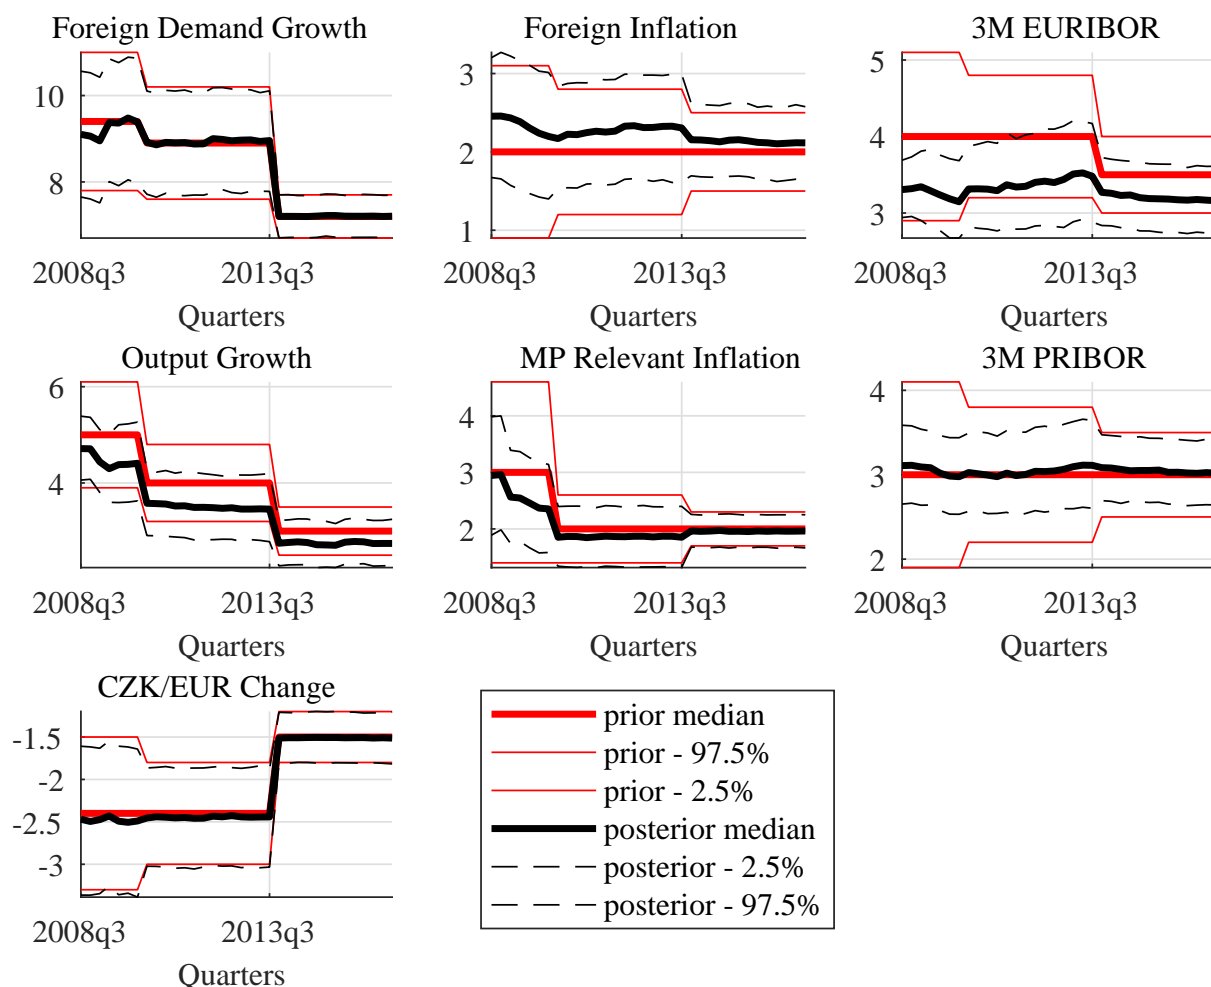 Foreign Demand Growth
10
8
2008q3 2013q3
Quarters
Foreign Inflation
3
2
1
2008q3 2013q3
Quarters
3M EURIBOR
5
4
3
2008q3 2013q3
Quarters
Output Growth
6
4
2008q3 2013q3
Quarters
MP Relevant Inflation
4
3
2
2008q3 2013q3
Quarters
3M PRIBOR
4
3
2
2008q3 2013q3
Quarters
CZK/EUR Change
-1.5
-2
-2.5
-3
2008q3 2013q3
Quarters
prior median
prior - 97.5%
prior - 2.5%
posterior median
posterior - 2.5%
posterior - 97.5%